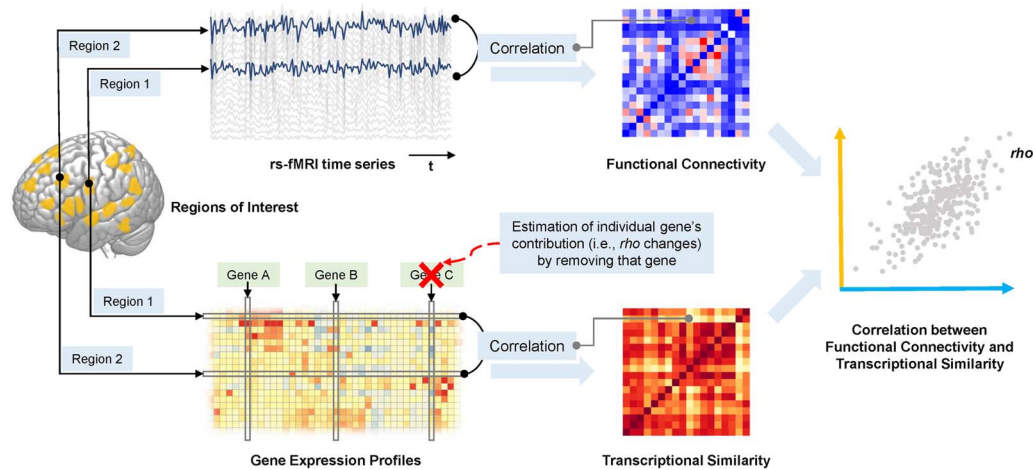 Region 2
Region 1
Correlation
rs-fMRI time series
t
Functional Connectivity
Regions of Interest
rho
Estimation of individual gene's
contribution (i.e., rho changes)
by removing that gene
Gene A
Gene B
Gene C
Region 1
Region 2
Correlation
Correlation between
Functional Connectivity and
Transcriptional Similarity
Gene Expression Profiles
Transcriptional Similarity